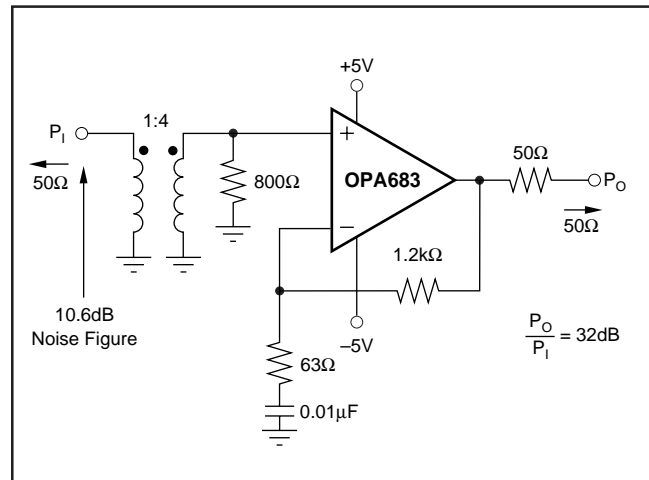 +5V
P_I
1:4
50Ω
800Ω
+
OPA683
–
50Ω
P_O
50Ω
1.2kΩ
–5V
10.6dB
Noise Figure
63Ω
0.01µF
P_O
P_I
= 32dB